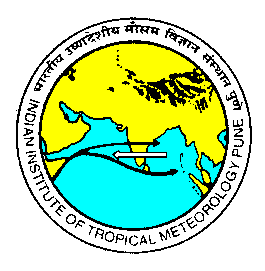 भारतीय उष्णदेशीय मौसम विज्ञान संस्थान पुणे
INDIAN INSTITUTE OF TROPICAL METEOROLOGY PUNE